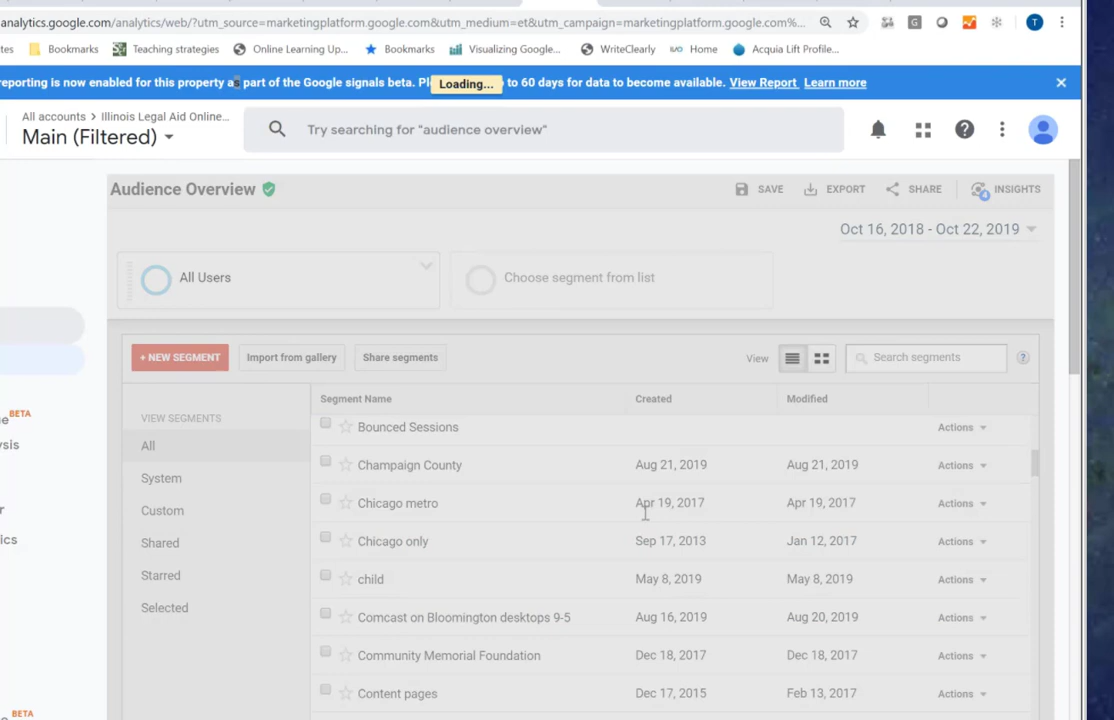 analytics.google.com/analytics/web/?utm_source=marketingplatform.google.com&utm_medium=et&utm_campaign=marketingplatform.google.com%...
T
tes Bookmarks Teaching strategies Online Learning Up... Bookmarks Visualizing Google... WriteClearly ILAO Home Acquia Lift Profile...
reporting is now enabled for this property as part of the Google signals beta. Pl Loading... to 60 days for data to become available. View Report Learn more
All accounts > Illinois Legal Aid Online...
Main (Filtered)
Try searching for "audience overview"
Audience Overview
SAVE EXPORT SHARE INSIGHTS
Oct 16, 2018 - Oct 22, 2019
All Users Choose segment from list
+ NEW SEGMENT Import from gallery Share segments View Search segments ?
Segment Name Created Modified
VIEW SEGMENTS
All
System
Custom
Shared
Starred
Selected
Bounced Sessions Actions
Champaign County Aug 21, 2019 Aug 21, 2019 Actions
Chicago metro Apr 19, 2017 Apr 19, 2017 Actions
Chicago only Sep 17, 2013 Jan 12, 2017 Actions
child May 8, 2019 May 8, 2019 Actions
Comcast on Bloomington desktops 9-5 Aug 16, 2019 Aug 20, 2019 Actions
Community Memorial Foundation Dec 18, 2017 Dec 18, 2017 Actions
Content pages Dec 17, 2015 Feb 13, 2017 Actions
e BETA
ysis
r
ics
BETA